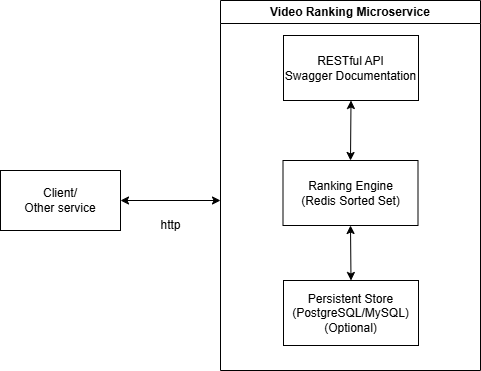 Video Ranking Microservice
RESTful API
Swagger Documentation
Client/
Other service
http
Ranking Engine
(Redis Sorted Set)
Persistent Store
(PostgreSQL/MySQL)
(Optional)